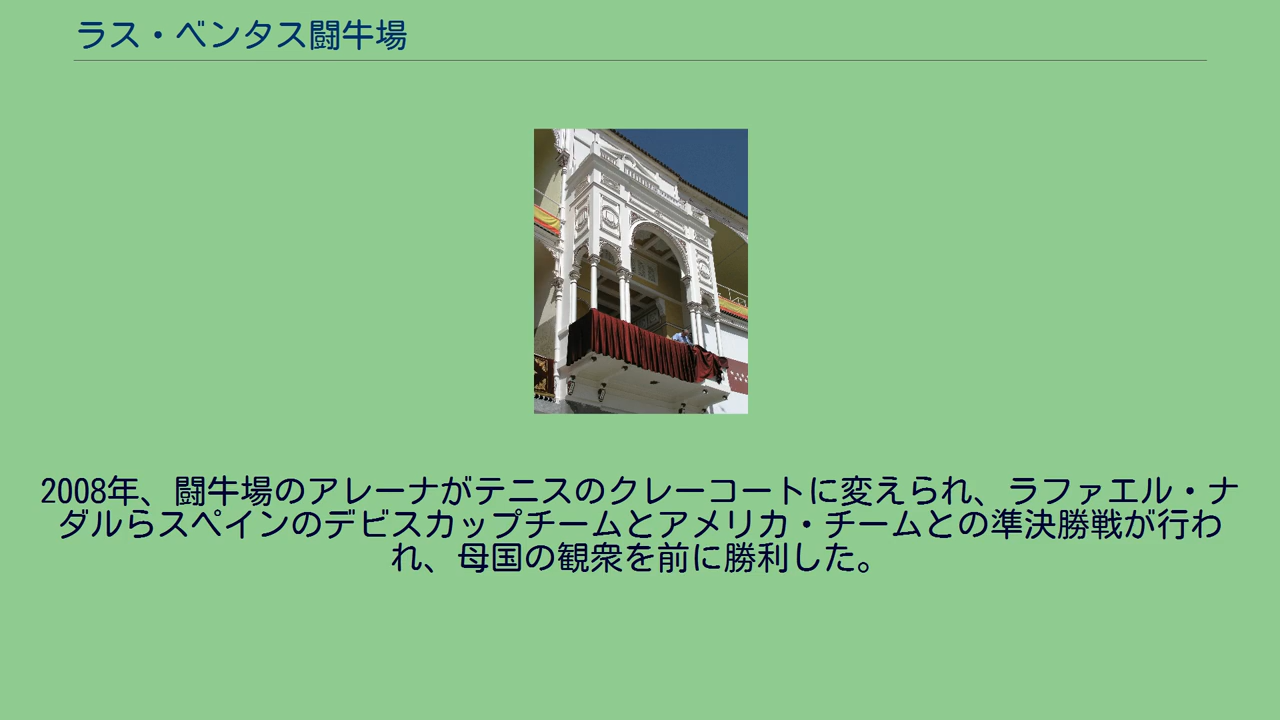 ラス・ベンタス闘牛場
2008年、闘牛場のアレーナがテニスのクレーコートに変えられ、ラファエル・ナ
ダルらスペインのデビスカップチームとアメリカ・チームとの準決勝戦が行わ
れ、母国の観衆を前に勝利した。